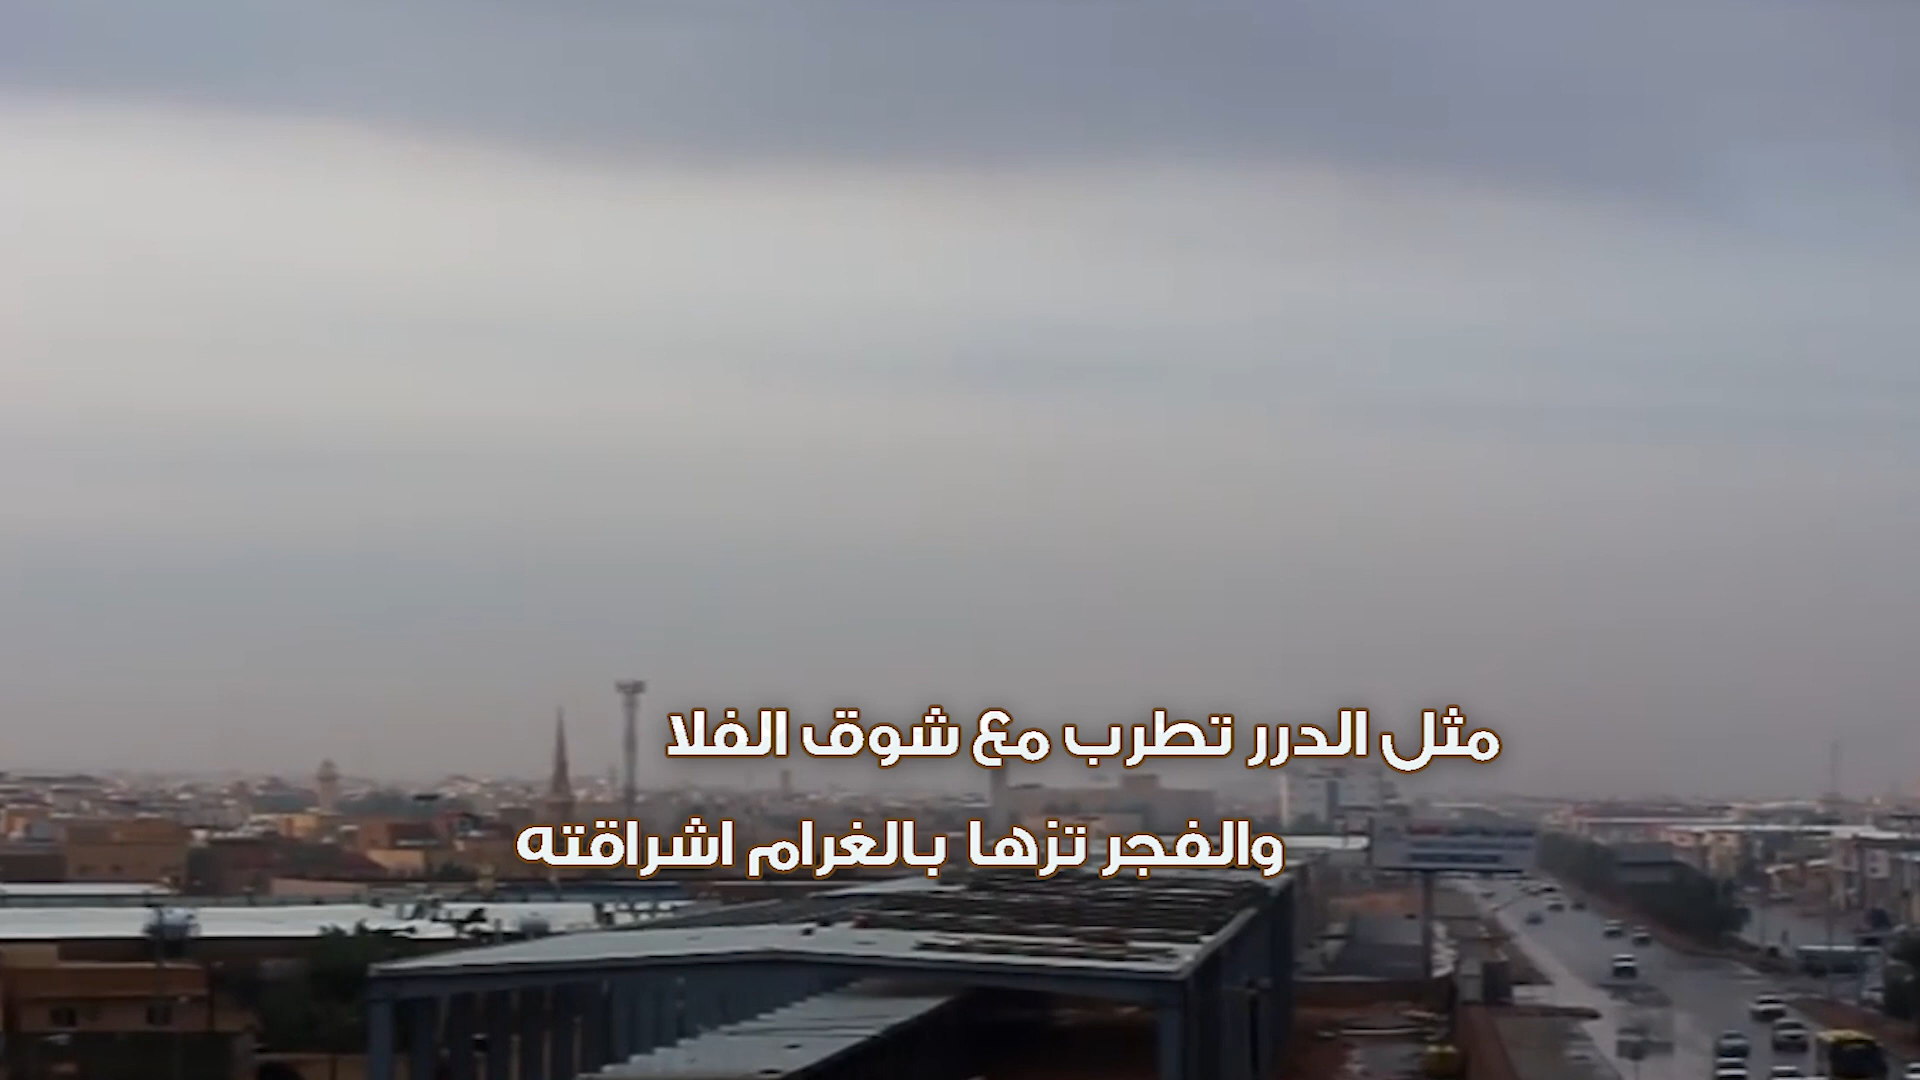 مثل الدرر تطرب مع شوق الفلا
والفجر تزها بالغرام اشراقته